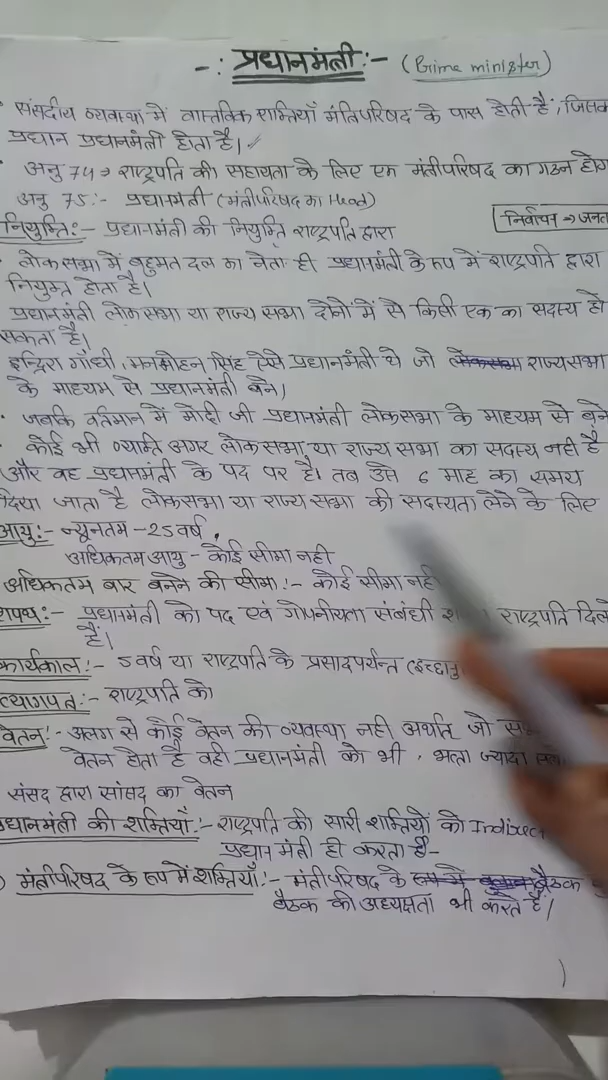 -: प्रधानमंत्री :- (Prime minister)
• संसदीय व्यवस्था में वास्तविक शक्तियाँ मंत्रिपरिषद के पास होती है, जिसका
प्रधान प्रधानमंत्री होता है।
• अनु 74 → राष्ट्रपति की सहायता के लिए एक मंत्रीपरिषद का गठन होग
अनु 75 :- प्रधानमंत्री (मंत्रीपरिषद का Head)
निर्वाचन → जनत
नियुक्ति :- प्रधानमंत्री की नियुक्ति राष्ट्रपति द्वारा
• लोकसभा में बहुमत दल का नेता ही प्रधानमंत्री के रूप में राष्ट्रपति द्वारा
नियुक्त होता है।
प्रधानमंत्री लोकसभा या राज्य सभा दोनों में से किसी एक का सदस्य हो
सकता है।
इन्दिरा गाँधी, मनमोहन सिंह ऐसे प्रधानमंत्री थे जो राज्यसभा
के माध्यम से प्रधानमंत्री बने।
• जबकि वर्तमान में मोदी जी प्रधानमंत्री लोकसभा के माध्यम से बने
• कोई भी व्यक्ति अगर लोकसभा या राज्य सभा का सदस्य नही है
और वह प्रधानमंत्री के पद पर है। तब उसे 6 माह का समय
दिया जाता है लोकसभा या राज्य सभा की सदस्यता लेने के लिए
आयु :- न्यूनतम - 25 वर्ष,
अधिकतम आयु - कोई सीमा नही
अधिकतम बार बनने की सीमा :- कोई सीमा नही
शपथ :- प्रधानमंत्री को पद एवं गोपनीयता संबंधी राष्ट्रपति दिल
है।
कार्यकाल :- 5 वर्ष या राष्ट्रपति के प्रसादपर्यन्त (इच्छानु
त्यागपत्र :- राष्ट्रपति को
वेतन :- अलग से कोई वेतन की व्यवस्था नही अर्थात् जो
वेतन होता है वही प्रधानमंत्री को भी, भत्ता ज्यादा
संसद द्वारा सांसद का वेतन
प्रधानमंत्री की शक्तियाँ :- राष्ट्रपति की सारी शक्तियों को Indirec
प्रधान मंत्री ही करता है -
) मंत्रीपरिषद के रूप में शक्तियाँ :- मंत्रीपरिषद के बैठक
बैठक की अध्यक्षता भी करते है।